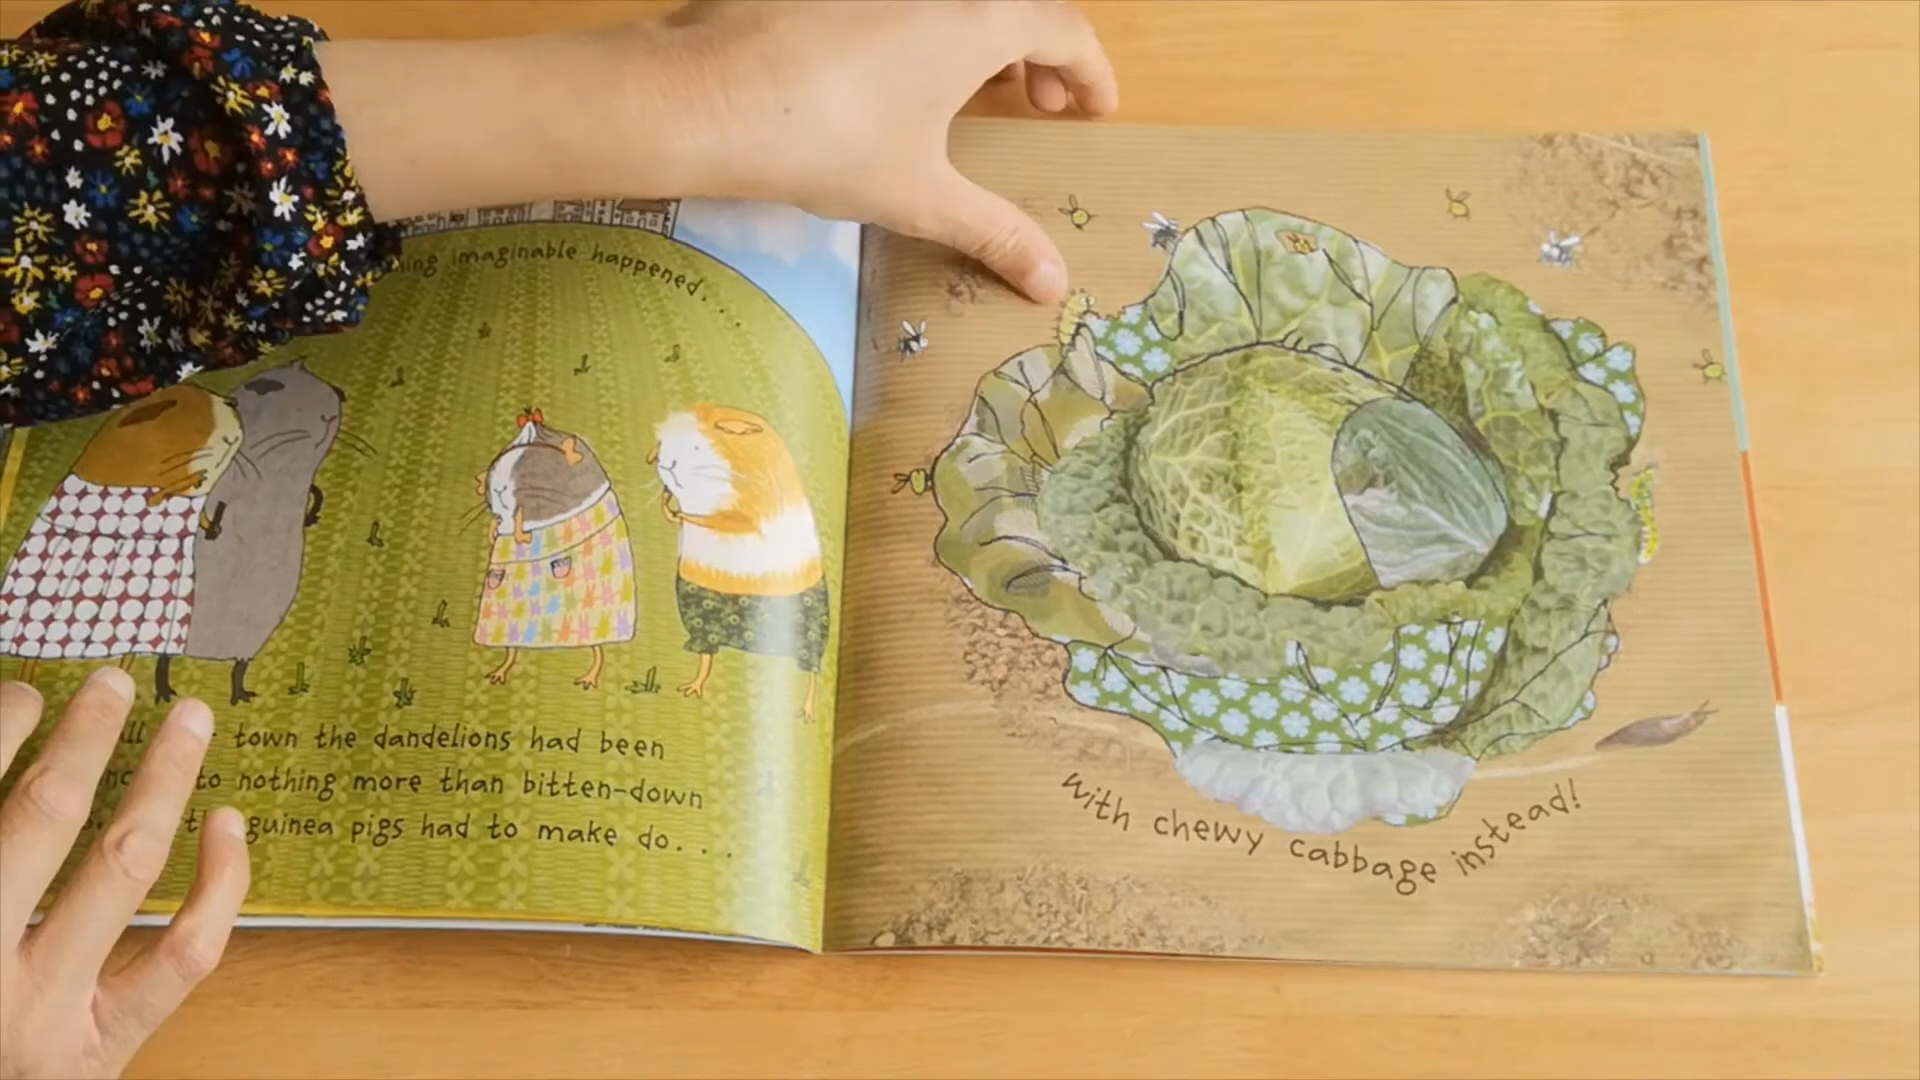 imaginable happened...
town the dandelions had been
to nothing more than bitten-down
guinea pigs had to make do...
with chewy cabbage instead!